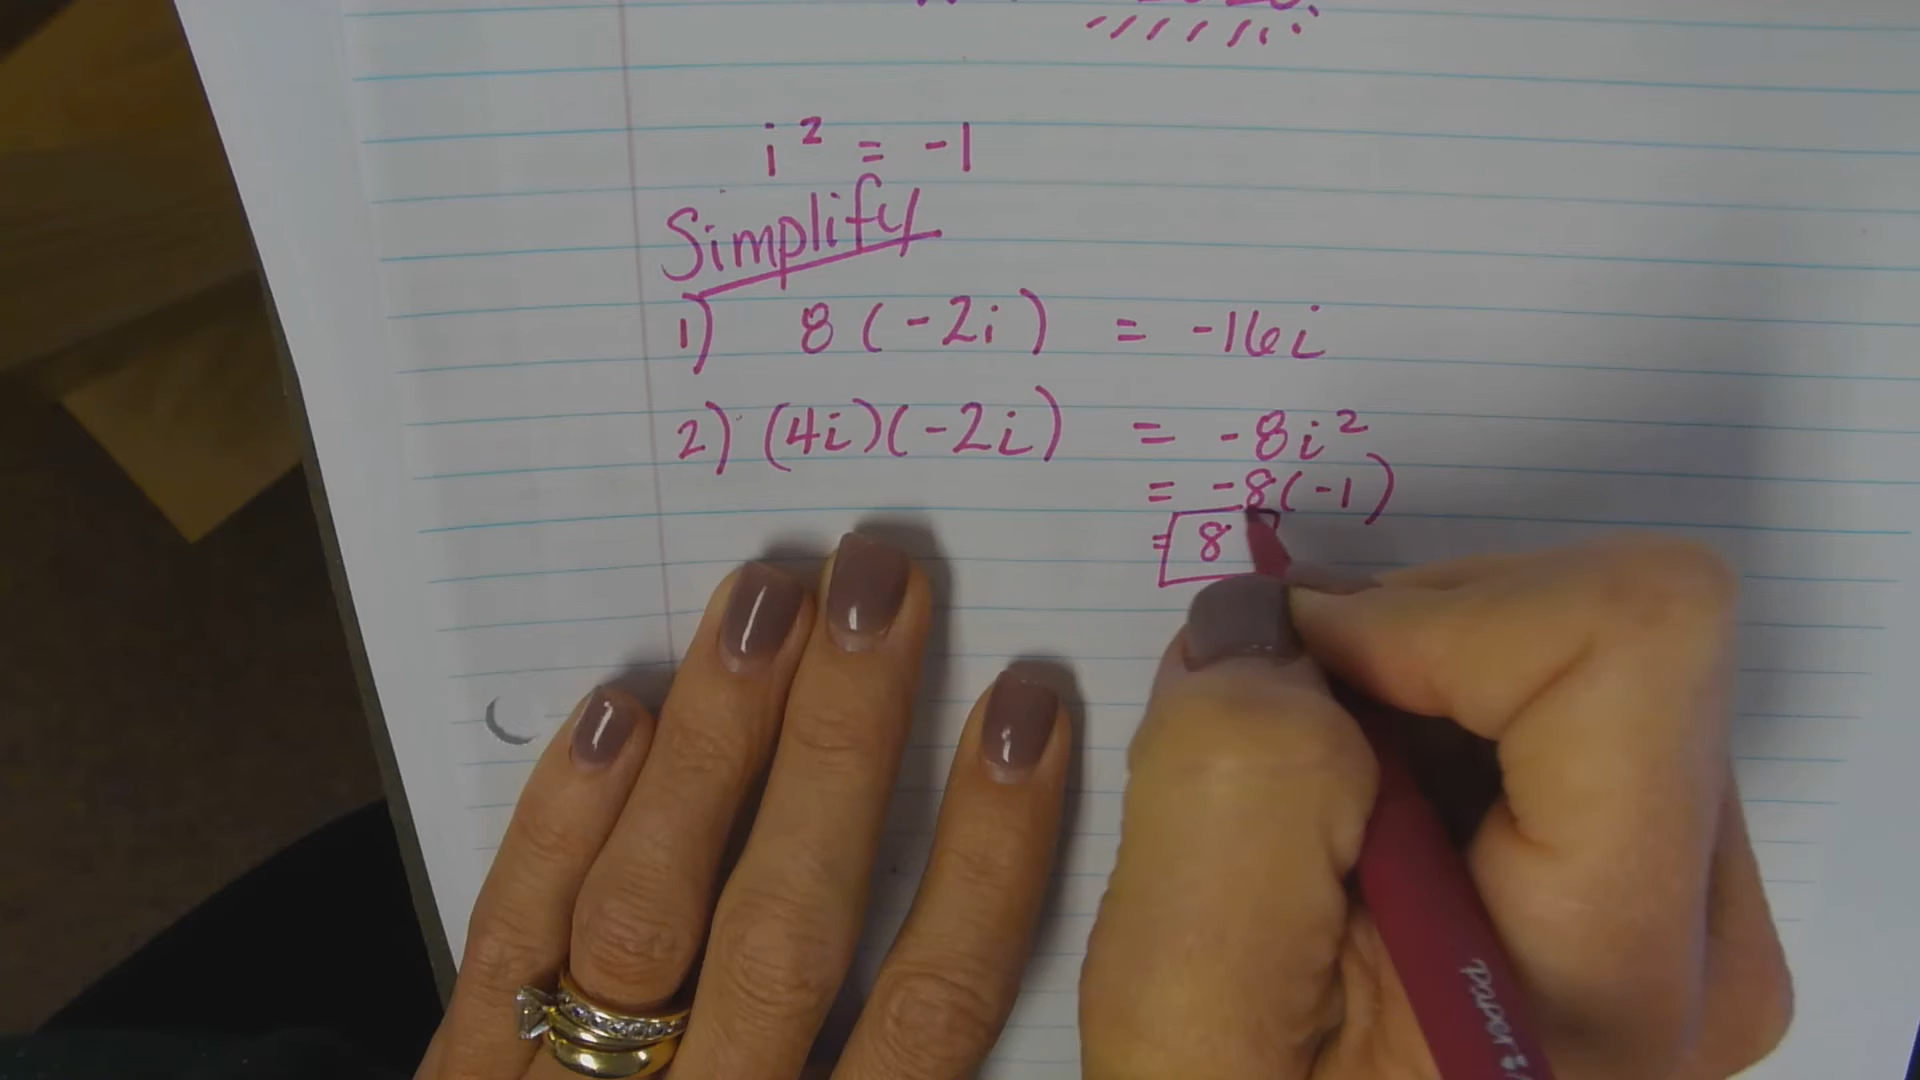 i² = -1
Simplify
1) 8(-2i) = -16i
2) (4i)(-2i) = -8i²
= -8(-1)
= 8